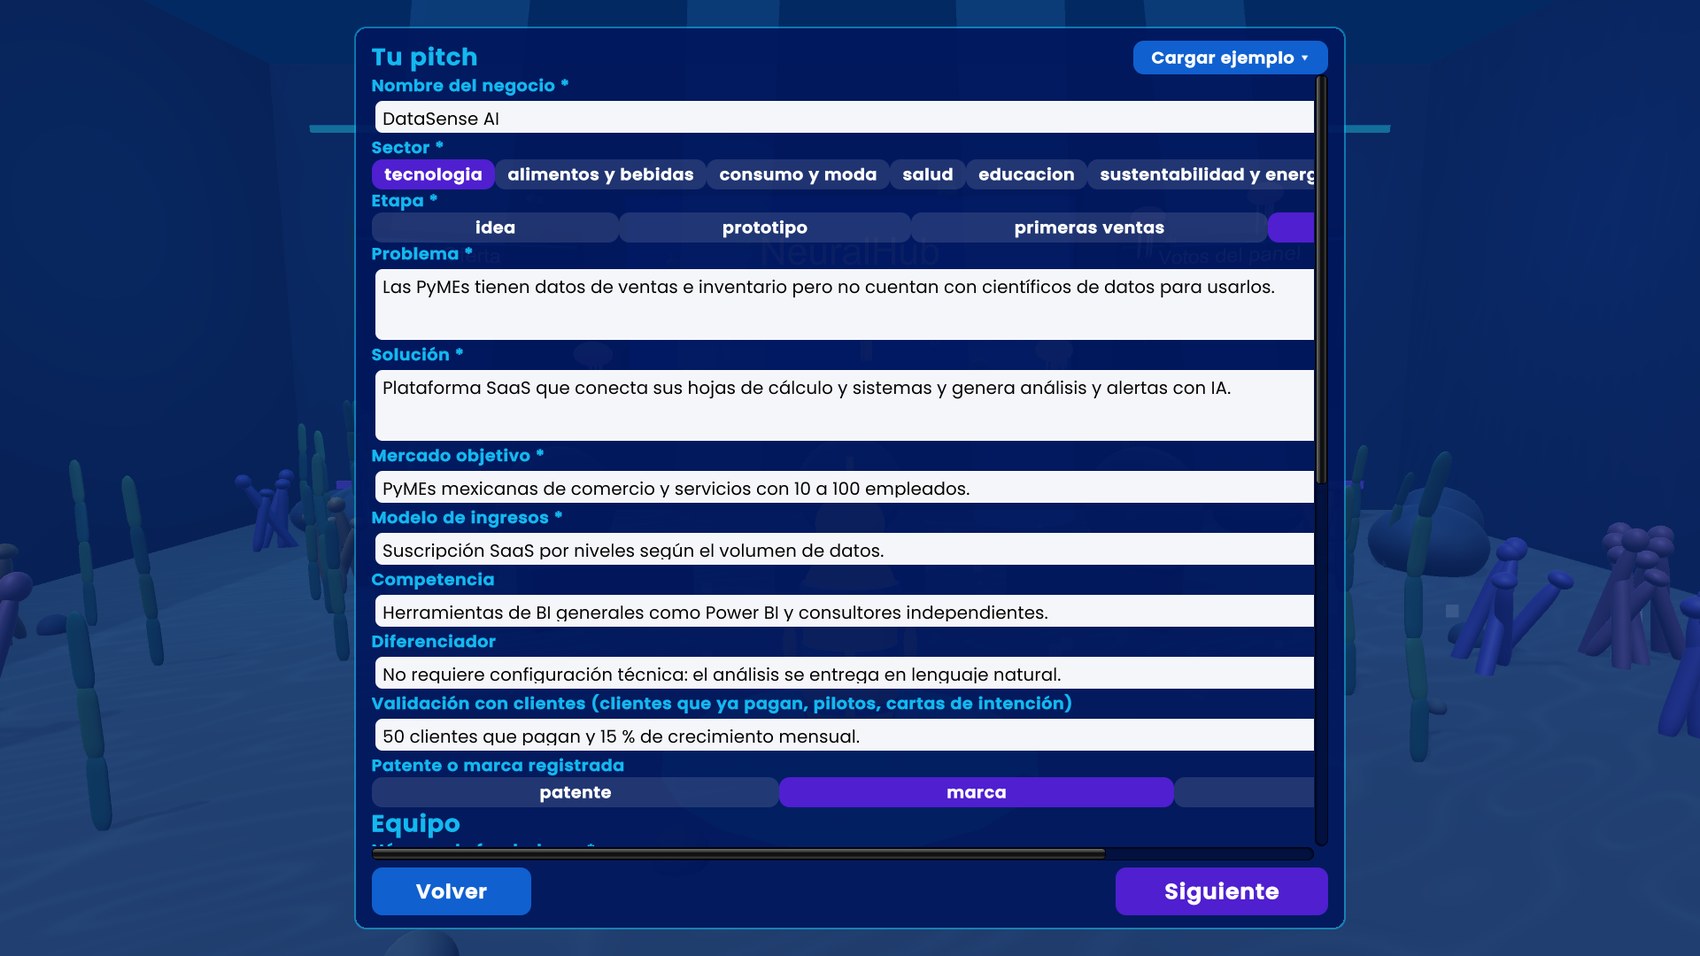 Tu pitch
Cargar ejemplo
Nombre del negocio *
DataSense AI
Sector *
tecnologia
alimentos y bebidas
consumo y moda
salud
educacion
sustentabilidad y energ
Etapa *
idea
prototipo
primeras ventas
NeuralHub
Votos del panel
Problema *
Las PyMEs tienen datos de ventas e inventario pero no cuentan con científicos de datos para usarlos.
Solución *
Plataforma SaaS que conecta sus hojas de cálculo y sistemas y genera análisis y alertas con IA.
Mercado objetivo *
PyMEs mexicanas de comercio y servicios con 10 a 100 empleados.
Modelo de ingresos *
Suscripción SaaS por niveles según el volumen de datos.
Competencia
Herramientas de BI generales como Power BI y consultores independientes.
Diferenciador
No requiere configuración técnica: el análisis se entrega en lenguaje natural.
Validación con clientes (clientes que ya pagan, pilotos, cartas de intención)
50 clientes que pagan y 15 % de crecimiento mensual.
Patente o marca registrada
patente
marca
Equipo
Volver
Siguiente